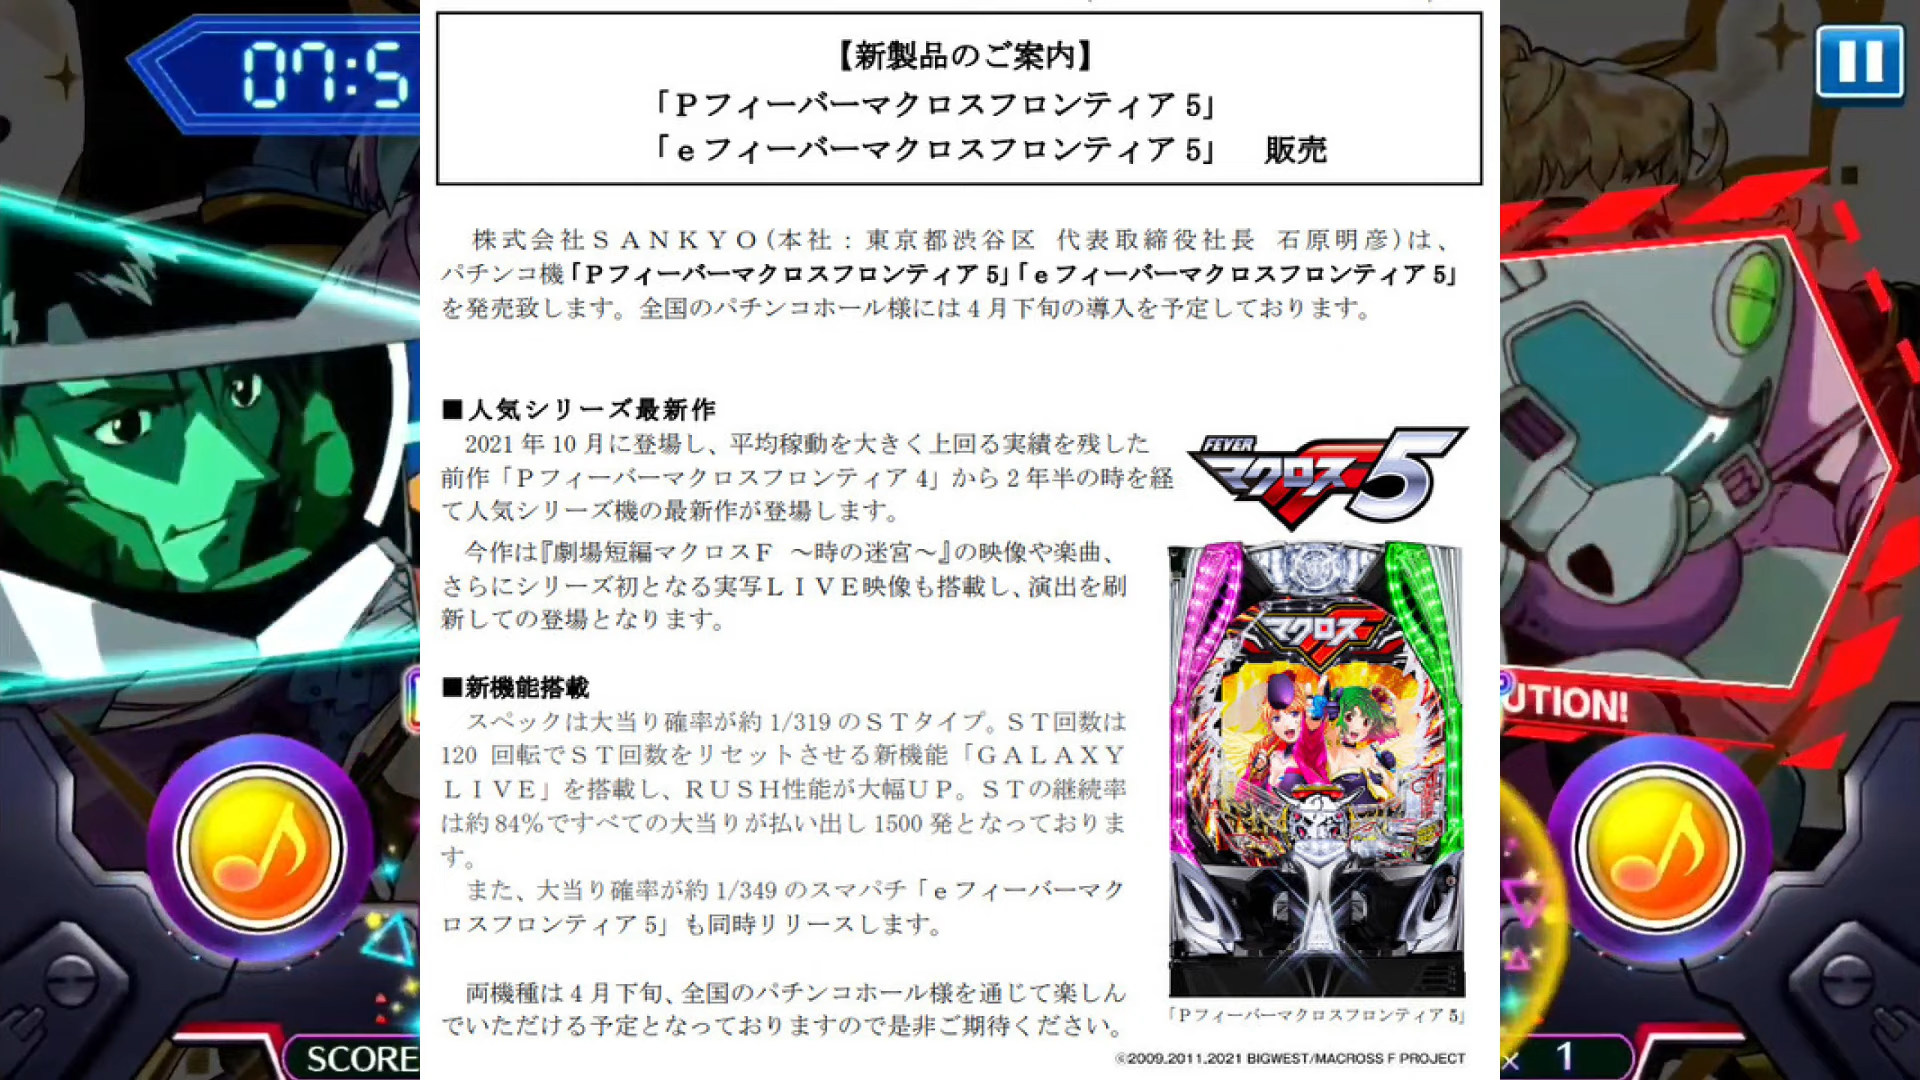 07:5
【新製品のご案内】
「Pフィーバーマクロスフロンティア 5」
「eフィーバーマクロスフロンティア 5」　販売
株式会社SANKYO(本社：東京都渋谷区 代表取締役社長 石原明彦)は、
パチンコ機「Pフィーバーマクロスフロンティア 5」「eフィーバーマクロスフロンティア 5」
を発売致します。全国のパチンコホール様には 4 月下旬の導入を予定しております。
■人気シリーズ最新作
2021 年 10 月に登場し、平均稼動を大きく上回る実績を残した
前作「Pフィーバーマクロスフロンティア 4」から 2 年半の時を経
て人気シリーズ機の最新作が登場します。
今作は『劇場短編マクロスF ～時の迷宮～』の映像や楽曲、
さらにシリーズ初となる実写LIVE映像も搭載し、演出を刷
新しての登場となります。
FEVER
マクロス5
マクロス
■新機能搭載
スペックは大当り確率が約 1/319 のSTタイプ。ST回数は
120 回転でST回数をリセットさせる新機能「GALAXY
LIVE」を搭載し、RUSH性能が大幅UP。STの継続率
は約 84%ですべての大当りが払い出し 1500 発となっておりま
す。
また、大当り確率が約 1/349 のスマパチ「eフィーバーマク
ロスフロンティア 5」も同時リリースします。
両機種は 4 月下旬、全国のパチンコホール様を通じて楽しん
でいただける予定となっておりますので是非ご期待ください。
「Pフィーバーマクロスフロンティア 5」
©2009,2011,2021 BIGWEST/MACROSS F PROJECT
UTION!
SCORE
× 1